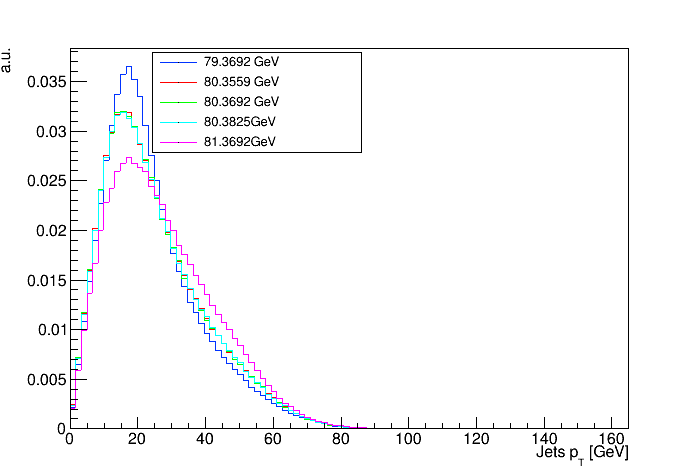 a.u.
79.3692 GeV
80.3559 GeV
80.3692 GeV
80.3825GeV
81.3692GeV
0.035
0.03
0.025
0.02
0.015
0.01
0.005
0
0 20 40 60 80 100 120 140 160
Jets p_T [GeV]